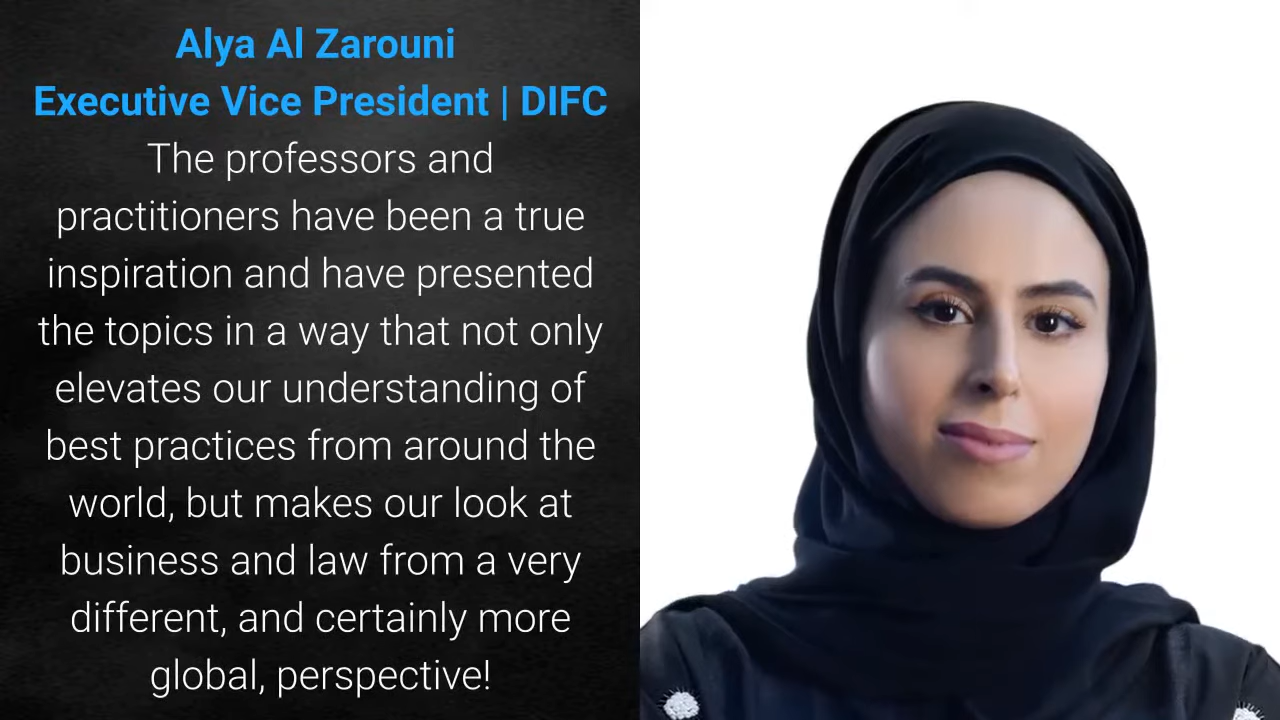 Alya Al Zarouni
Executive Vice President | DIFC
The professors and
practitioners have been a true
inspiration and have presented
the topics in a way that not only
elevates our understanding of
best practices from around the
world, but makes our look at
business and law from a very
different, and certainly more
global, perspective!